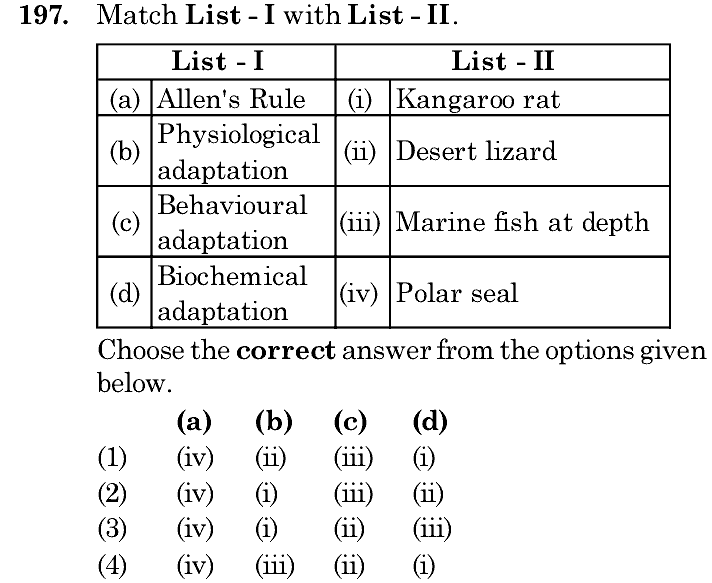 197. Match List - I with List - II.
List - I List - II
(a) Allen's Rule (i) Kangaroo rat
(b) Physiological adaptation (ii) Desert lizard
(c) Behavioural adaptation (iii) Marine fish at depth
(d) Biochemical adaptation (iv) Polar seal
Choose the correct answer from the options given
below.
(a) (b) (c) (d)
(1) (iv) (ii) (iii) (i)
(2) (iv) (i) (iii) (ii)
(3) (iv) (i) (ii) (iii)
(4) (iv) (iii) (ii) (i)